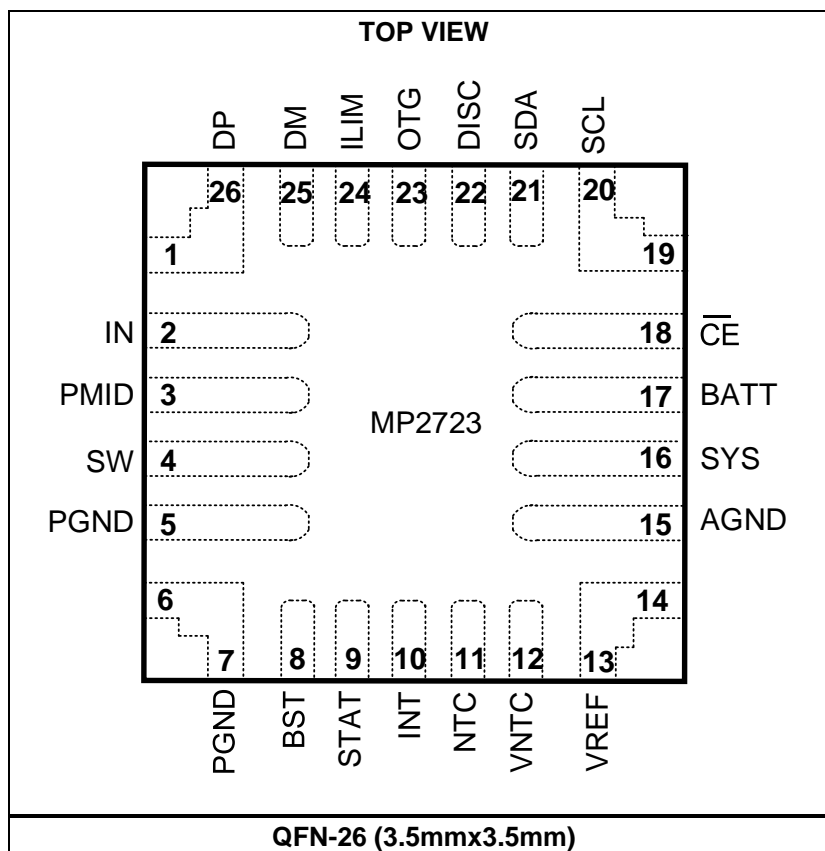 TOP VIEW
DP DM ILIM OTG DISC SDA SCL
26 25 24 23 22 21 20
1 19
IN 2 18 C̅E̅
PMID 3 17 BATT
MP2723
SW 4 16 SYS
PGND 5 15 AGND
6 14
7 8 9 10 11 12 13
PGND BST STAT INT NTC VNTC VREF
QFN-26 (3.5mmx3.5mm)